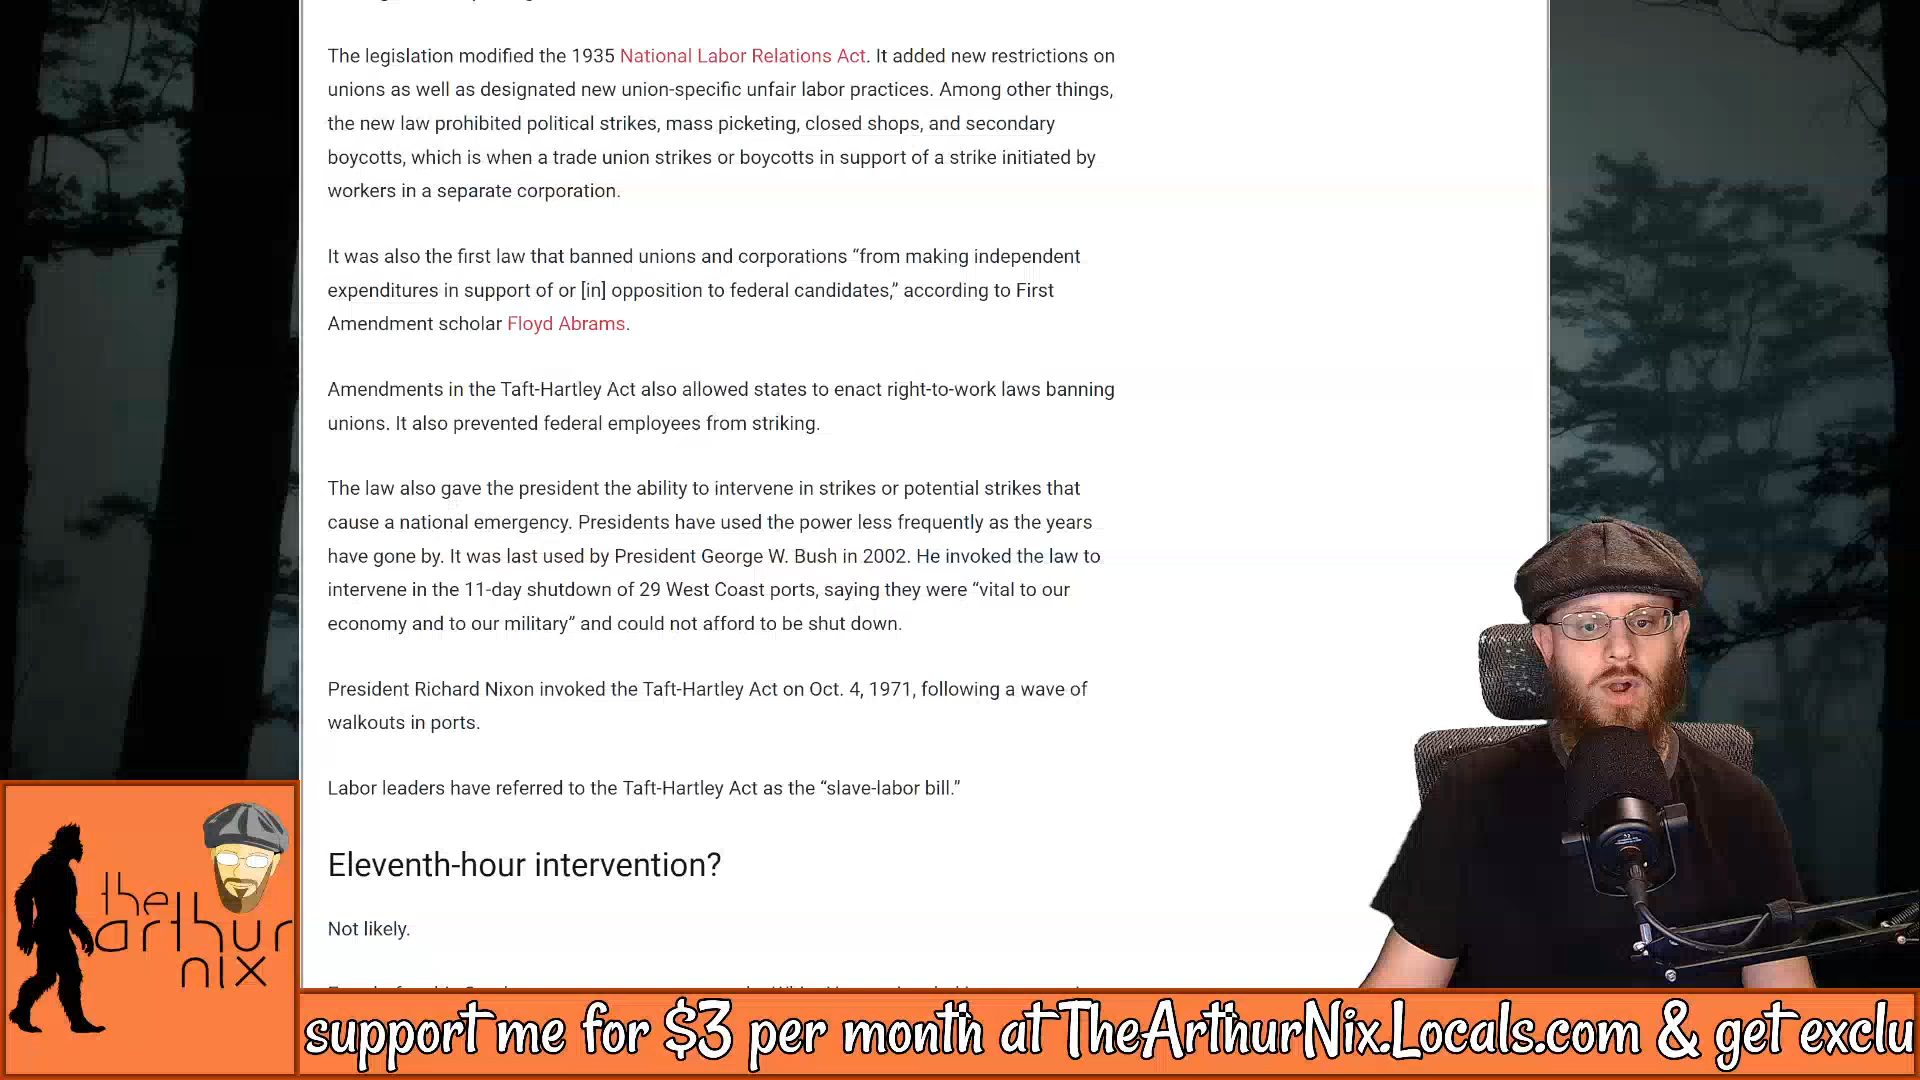 The legislation modified the 1935 National Labor Relations Act. It added new restrictions on
unions as well as designated new union-specific unfair labor practices. Among other things,
the new law prohibited political strikes, mass picketing, closed shops, and secondary
boycotts, which is when a trade union strikes or boycotts in support of a strike initiated by
workers in a separate corporation.
It was also the first law that banned unions and corporations “from making independent
expenditures in support of or [in] opposition to federal candidates,” according to First
Amendment scholar Floyd Abrams.
Amendments in the Taft-Hartley Act also allowed states to enact right-to-work laws banning
unions. It also prevented federal employees from striking.
The law also gave the president the ability to intervene in strikes or potential strikes that
cause a national emergency. Presidents have used the power less frequently as the years
have gone by. It was last used by President George W. Bush in 2002. He invoked the law to
intervene in the 11-day shutdown of 29 West Coast ports, saying they were “vital to our
economy and to our military” and could not afford to be shut down.
President Richard Nixon invoked the Taft-Hartley Act on Oct. 4, 1971, following a wave of
walkouts in ports.
Labor leaders have referred to the Taft-Hartley Act as the “slave-labor bill.”
Eleventh-hour intervention?
Not likely.
the
arthur
nix
support me for $3 per month at TheArthurNix.Locals.com & get exclu